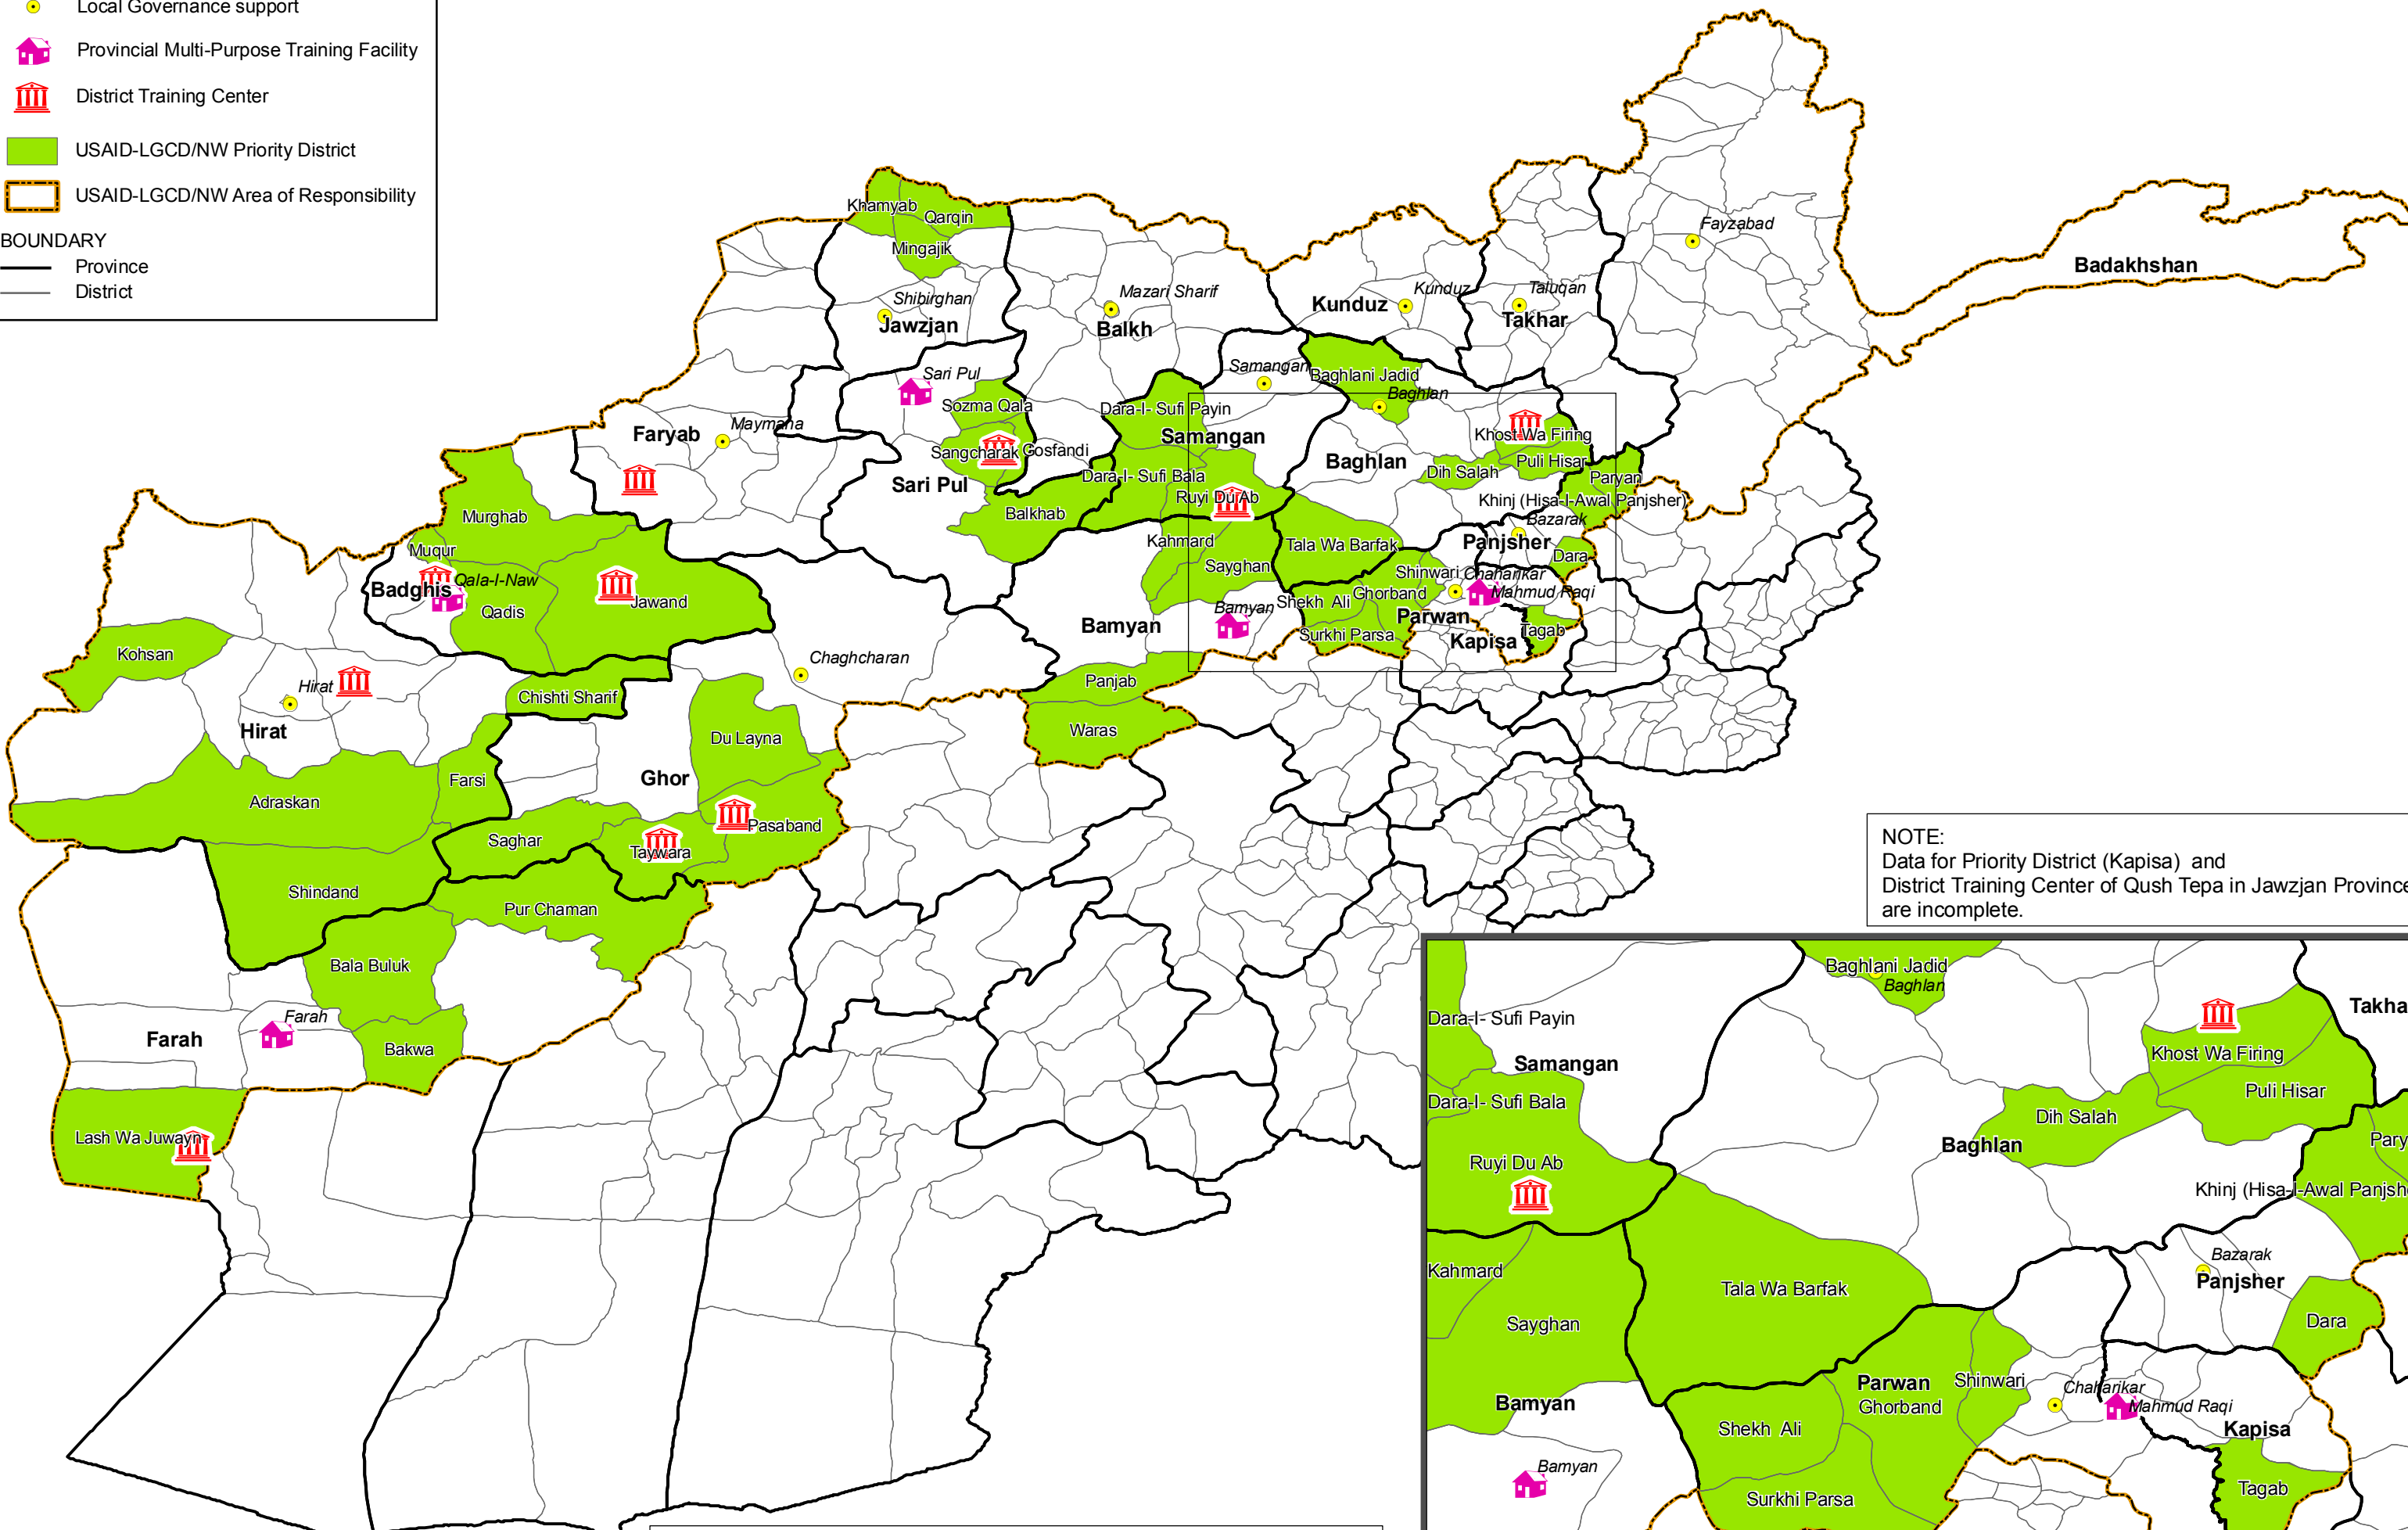 Local Governance support
Provincial Multi-Purpose Training Facility
District Training Center
USAID-LGCD/NW Priority District
USAID-LGCD/NW Area of Responsibility
BOUNDARY
Province
District
Khamyab
Qarqin
Mingajik
Shibirghan
Jawzjan
Mazari Sharif
Balkh
Kunduz
Kunduz
Taluqan
Takhar
Fayzabad
Badakhshan
Sari Pul
Sozma Qala
Sangcharak
Gosfandi
Sari Pul
Balkhab
Faryab
Maymana
Samangan
Dara-I- Sufi Payin
Samangan
Dara-I- Sufi Bala
Ruyi Du Ab
Baghlani Jadid
Baghlan
Baghlan
Khost Wa Firing
Dih Salah
Puli Hisar
Paryan
Khinj (Hisa-I-Awal Panjsher)
Bazarak
Panjsher
Dara
Kahmard
Sayghan
Tala Wa Barfak
Shinwari
Chaharikar
Mahmud Raqi
Shekh Ali
Ghorband
Parwan
Surkhi Parsa
Kapisa
Tagab
Bamyan
Bamyan
Panjab
Waras
Murghab
Muqur
Qala-I-Naw
Badghis
Qadis
Jawand
Kohsan
Hirat
Hirat
Chishti Sharif
Chaghcharan
Du Layna
Ghor
Farsi
Adraskan
Saghar
Taywara
Pasaband
Shindand
Pur Chaman
Bala Buluk
Farah
Farah
Bakwa
Lash Wa Juwayn
NOTE:
Data for Priority District (Kapisa) and
District Training Center of Qush Tepa in Jawzjan Province
are incomplete.
Baghlani Jadid
Baghlan
Dara-I- Sufi Payin
Takha
Samangan
Khost Wa Firing
Dara-I- Sufi Bala
Puli Hisar
Dih Salah
Baghlan
Pary
Ruyi Du Ab
Khinj (Hisa-I-Awal Panjsh
Bazarak
Panjsher
Kahmard
Tala Wa Barfak
Sayghan
Dara
Parwan
Shinwari
Ghorband
Chaharikar
Mahmud Raqi
Bamyan
Shekh Ali
Kapisa
Bamyan
Tagab
Surkhi Parsa